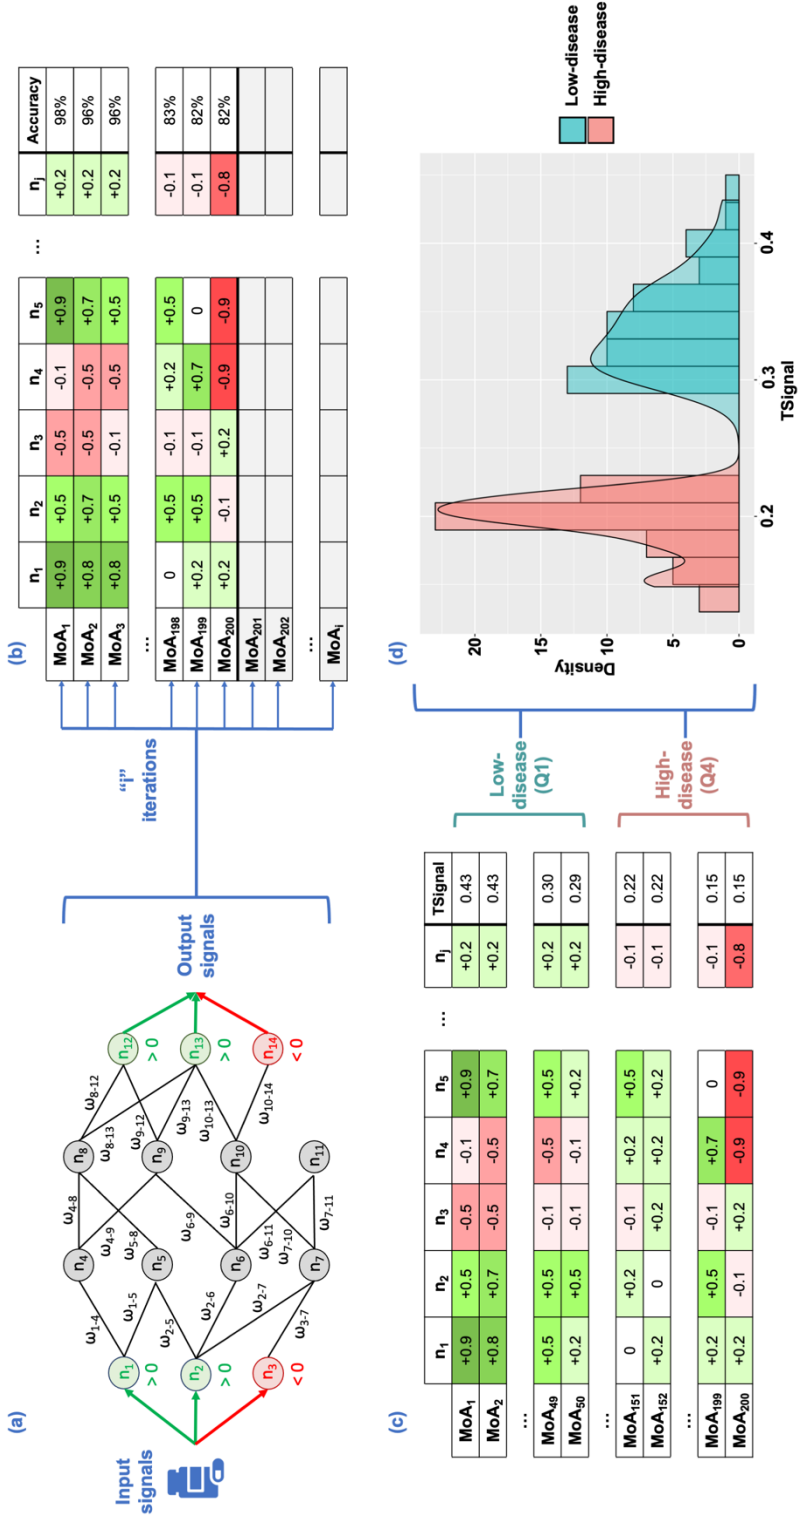 (a)
Input
signals
n1
> 0
n2
> 0
n3
< 0
ω1-4
ω1-5
ω2-5
ω2-6
ω2-7
ω3-7
n4
n5
n6
n7
ω4-8
ω4-9
ω5-8
ω6-9
ω6-10
ω6-11
ω7-10
ω7-11
n8
n9
n10
n11
ω8-12
ω8-13
ω9-12
ω9-13
ω10-13
ω10-14
n12
> 0
n13
> 0
n14
< 0
Output
signals
"i"
iterations
(b)
n1 n2 n3 n4 n5 ... nj Accuracy
MoA1 +0.9 +0.5 -0.5 -0.1 +0.9 +0.2 98%
MoA2 +0.8 +0.7 -0.5 -0.5 +0.7 +0.2 96%
MoA3 +0.8 +0.5 -0.1 -0.5 +0.5 +0.2 96%
...
MoA198 0 +0.5 -0.1 +0.2 +0.5 -0.1 83%
MoA199 +0.2 +0.5 -0.1 +0.7 0 -0.1 82%
MoA200 +0.2 -0.1 +0.2 -0.9 -0.9 -0.8 82%
MoA201
MoA202
...
MoAi
(c)
n1 n2 n3 n4 n5 ... nj TSignal
MoA1 +0.9 +0.5 -0.5 -0.1 +0.9 +0.2 0.43
MoA2 +0.8 +0.7 -0.5 -0.5 +0.7 +0.2 0.43
...
MoA49 +0.5 +0.5 -0.1 -0.5 +0.5 +0.2 0.30
MoA50 +0.2 +0.5 -0.1 -0.1 +0.2 +0.2 0.29
...
MoA151 0 +0.2 -0.1 +0.2 +0.5 -0.1 0.22
MoA152 +0.2 0 +0.2 +0.2 +0.2 -0.1 0.22
...
MoA199 +0.2 +0.5 -0.1 +0.7 0 -0.1 0.15
MoA200 +0.2 -0.1 +0.2 -0.9 -0.9 -0.8 0.15
Low-
disease
(Q1)
High-
disease
(Q4)
(d)
Density
20
15
10
5
0
0.2 0.3 0.4
TSignal
Low-disease
High-disease